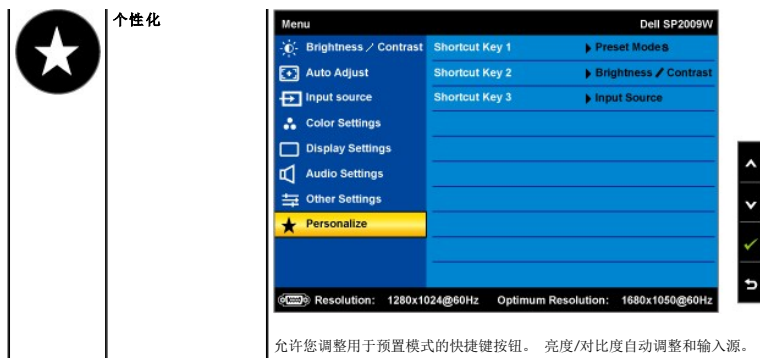 个性化
Menu Dell SP2009W
Brightness / Contrast Shortcut Key 1 Preset Modes
Auto Adjust Shortcut Key 2 Brightness / Contrast
Input source Shortcut Key 3 Input Source
Color Settings
Display Settings
Audio Settings
Other Settings
Personalize
Resolution: 1280x1024@60Hz Optimum Resolution: 1680x1050@60Hz
允许您调整用于预置模式的快捷键按钮。 亮度/对比度自动调整和输入源。